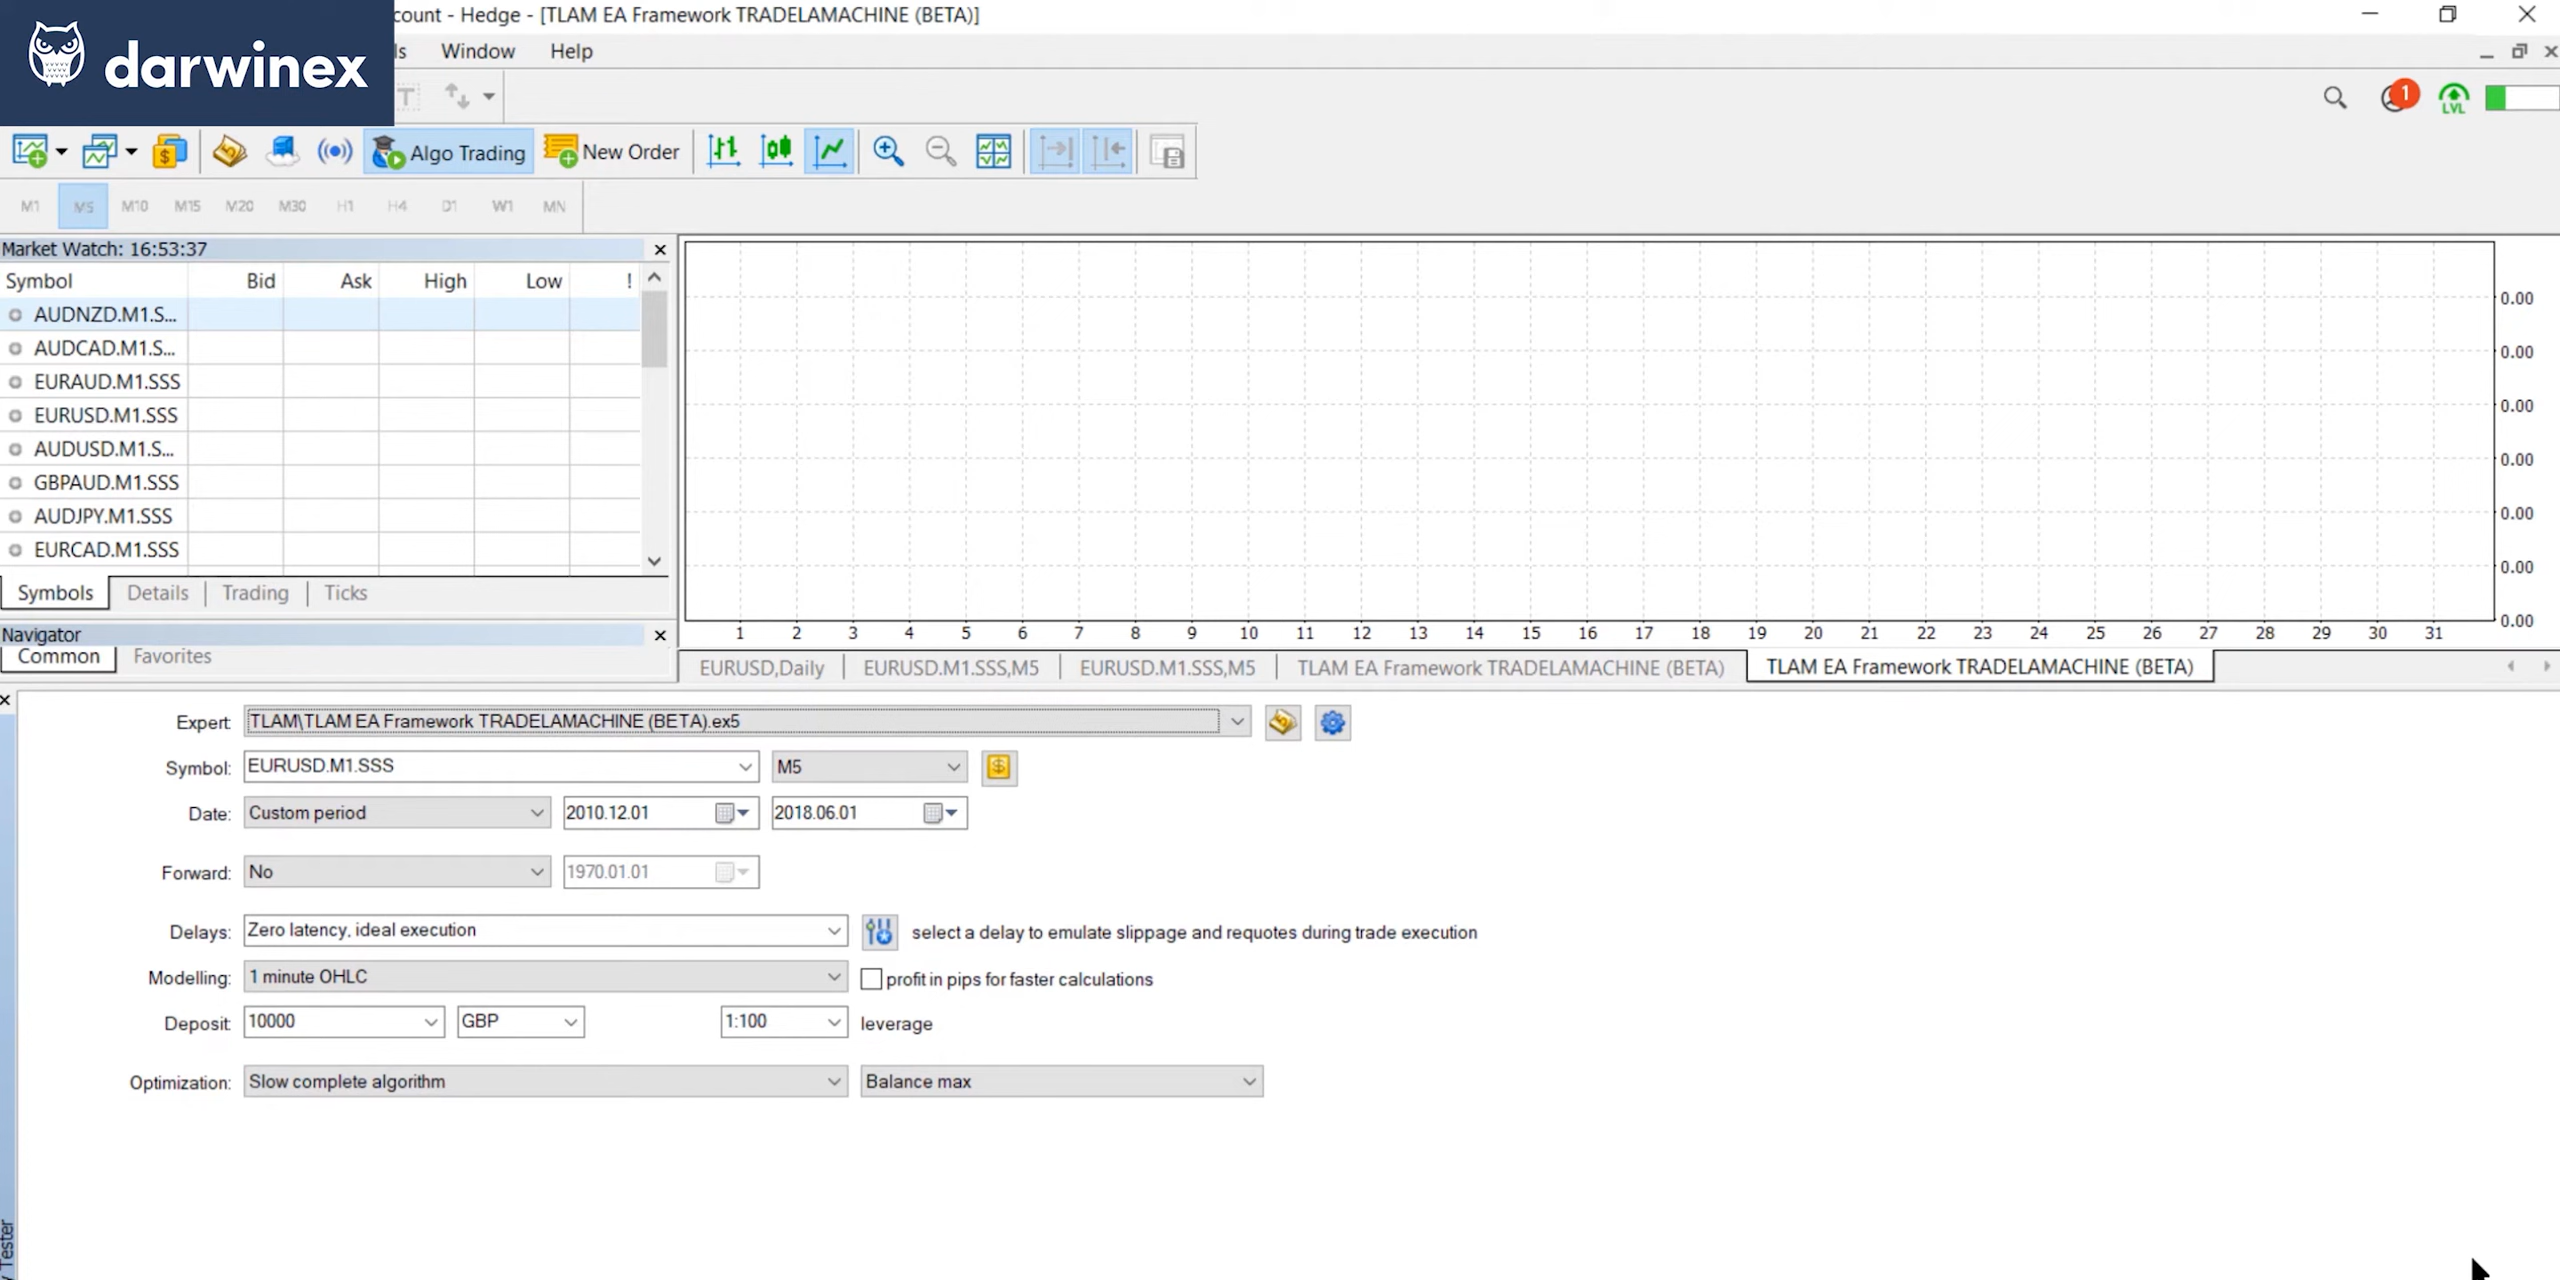 darwinex
count - Hedge - [TLAM EA Framework TRADELAMACHINE (BETA)]
ls Window Help
T
1
LVL
Algo Trading New Order
M1 M5 M10 M15 M20 M30 H1 H4 D1 W1 MN
Market Watch: 16:53:37
Symbol Bid Ask High Low !
AUDNZD.M1.S...
AUDCAD.M1.S...
EURAUD.M1.SSS
EURUSD.M1.SSS
AUDUSD.M1.S...
GBPAUD.M1.SSS
AUDJPY.M1.SSS
EURCAD.M1.SSS
Symbols Details Trading Ticks
Navigator
Common Favorites
0.00
0.00
0.00
0.00
0.00
0.00
0.00
1 2 3 4 5 6 7 8 9 10 11 12 13 14 15 16 17 18 19 20 21 22 23 24 25 26 27 28 29 30 31
EURUSD,Daily EURUSD.M1.SSS,M5 EURUSD.M1.SSS,M5 TLAM EA Framework TRADELAMACHINE (BETA) TLAM EA Framework TRADELAMACHINE (BETA)
Expert: TLAM\TLAM EA Framework TRADELAMACHINE (BETA).ex5
Symbol: EURUSD.M1.SSS M5
Date: Custom period 2010.12.01 2018.06.01
Forward: No 1970.01.01
Delays: Zero latency, ideal execution select a delay to emulate slippage and requotes during trade execution
Modelling: 1 minute OHLC profit in pips for faster calculations
Deposit: 10000 GBP 1:100 leverage
Optimization: Slow complete algorithm Balance max
y Tester